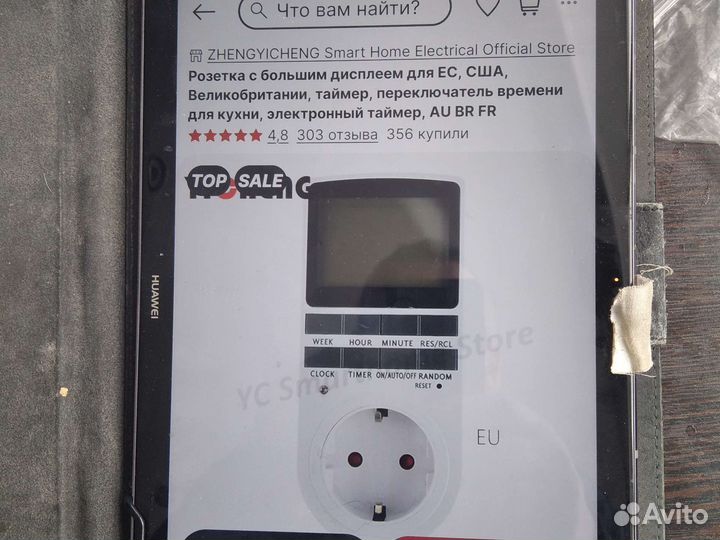 Что вам найти?
ZHENGYICHENG Smart Home Electrical Official Store
Розетка с большим дисплеем для ЕС, США,
Великобритании, таймер, переключатель времени
для кухни, электронный таймер, AU BR FR
4,8 303 отзыва 356 купили
TOP SALE
HUAWEI
WEEK HOUR MINUTE RES/RCL
CLOCK TIMER ON/AUTO/OFF RANDOM
RESET
YC Smart Store
EU
Avito